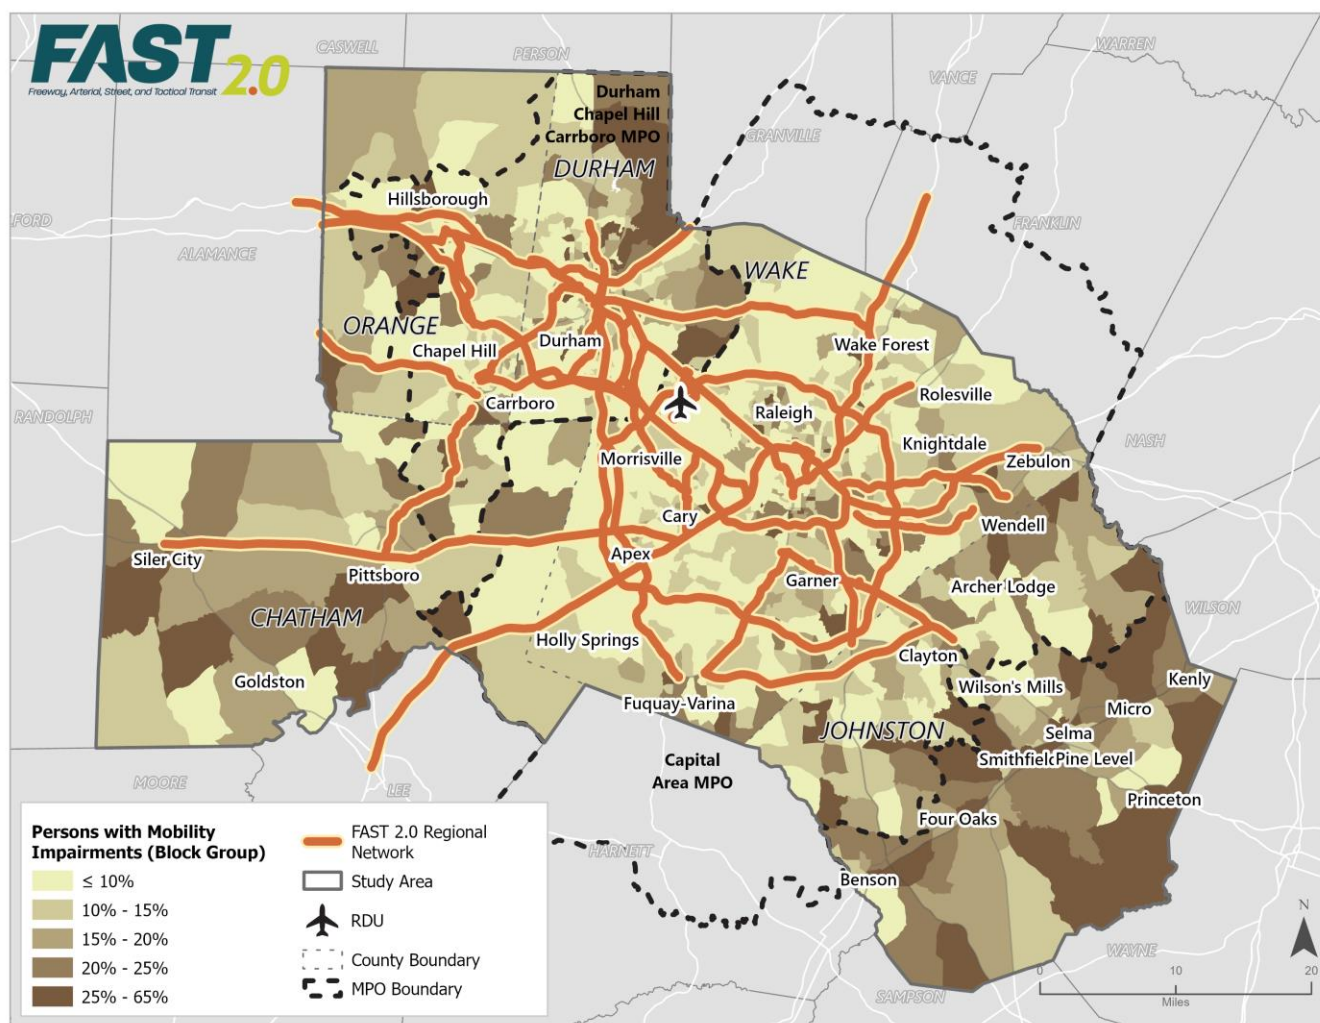 FAST 2.0
Freeway, Arterial, Street, and Tactical Transit
CASWELL
PERSON
WARREN
VANCE
Durham
Chapel Hill
Carrboro MPO
GRANVILLE
DURHAM
Hillsborough
FORD
FRANKLIN
ALAMANCE
WAKE
ORANGE
Durham
Chapel Hill
Wake Forest
Rolesville
Carrboro
RANDOLPH
Raleigh
Knightdale
NASH
Morrisville
Zebulon
Cary
Wendell
Siler City
Apex
Pittsboro
Garner
Archer Lodge
CHATHAM
WILSON
Holly Springs
Clayton
Goldston
Kenly
Wilson's Mills
Fuquay-Varina
Micro
JOHNSTON
Selma
Capital
Area MPO
Smithfield
Pine Level
MOORE
LEE
Princeton
Four Oaks
HARNETT
Benson
WAYNE
SAMPSON
Persons with Mobility
Impairments (Block Group)
≤ 10%
10% - 15%
15% - 20%
20% - 25%
25% - 65%
FAST 2.0 Regional
Network
Study Area
RDU
County Boundary
MPO Boundary
N
0 10 20
Miles